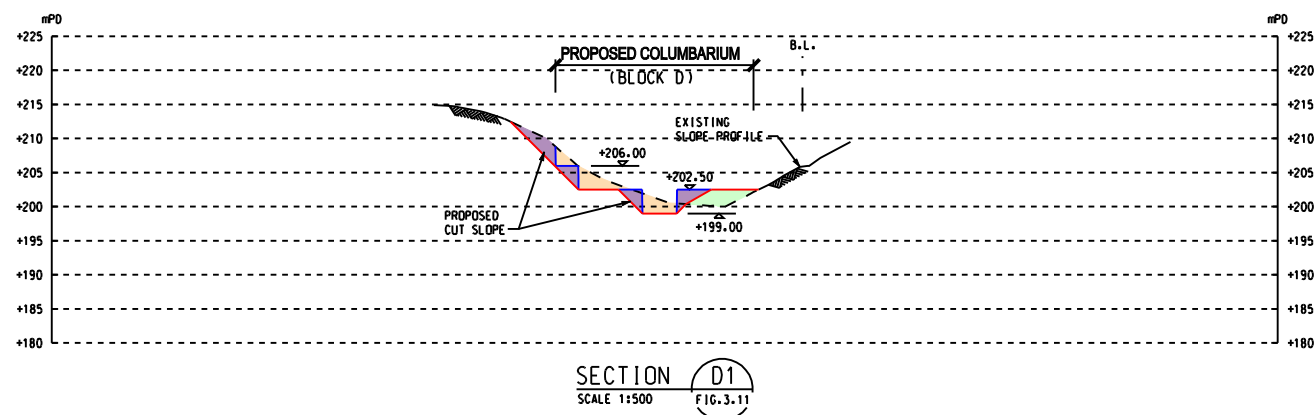 mPD
mPD
+225
+225
+220
+220
+215
+215
+210
+210
+205
+205
+200
+200
+195
+195
+190
+190
+185
+185
+180
+180
PROPOSED COLUMBARIUM
(BLOCK D)
B.L.
EXISTING
SLOPE PROFILE
+206.00
+202.50
+199.00
PROPOSED
CUT SLOPE
SECTION D1
SCALE 1:500 FIG.3.11